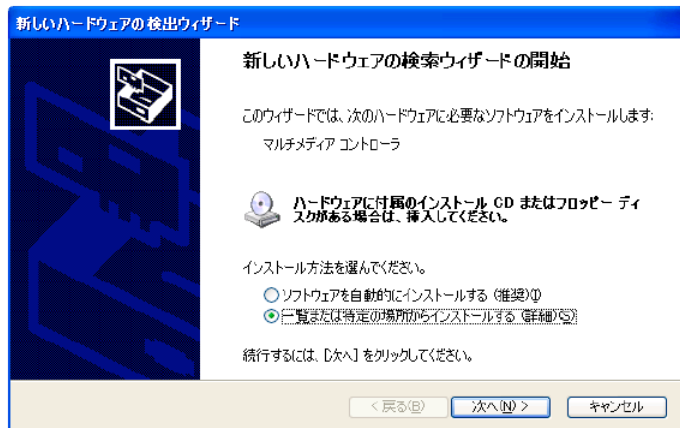 新しいハードウェアの検出ウィザード
新しいハードウェアの検索ウィザードの開始
このウィザードでは、次のハードウェアに必要なソフトウェアをインストールします:
マルチメディア コントローラ
ハードウェアに付属のインストール CD またはフロッピー ディ
スクがある場合は、挿入してください。
インストール方法を選んでください。
ソフトウェアを自動的にインストールする (推奨)(I)
一覧または特定の場所からインストールする (詳細)(S)
続行するには、[次へ] をクリックしてください。
< 戻る(B) 次へ(N) > キャンセル